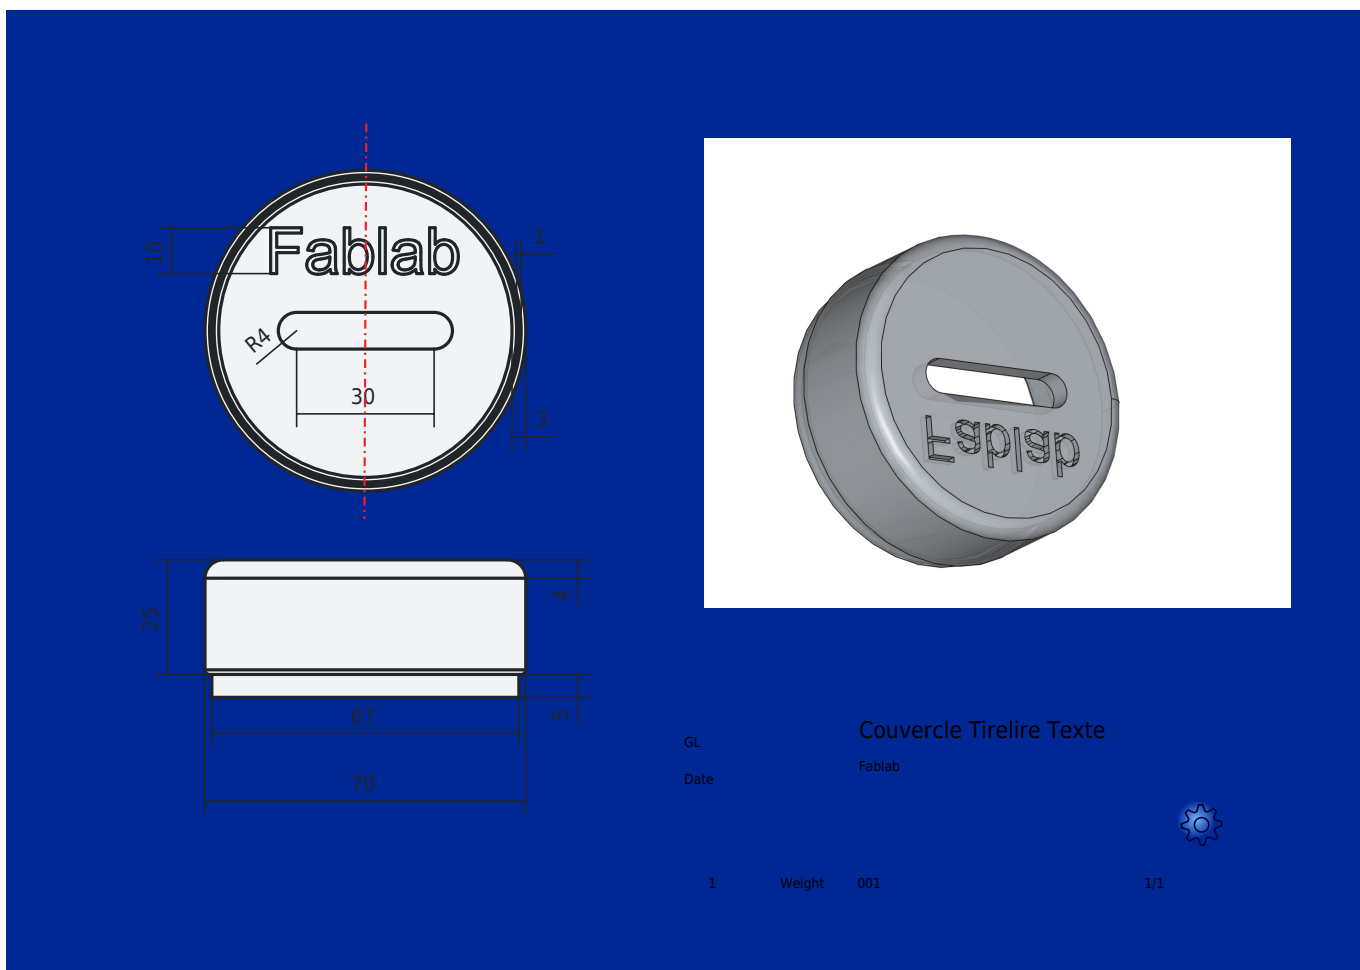 Fablab
10
1
R4
30
3
25
4
67
5
70
Fablab
Couvercle Tirelire Texte
GL
Fablab
Date
1 Weight 001 1/1